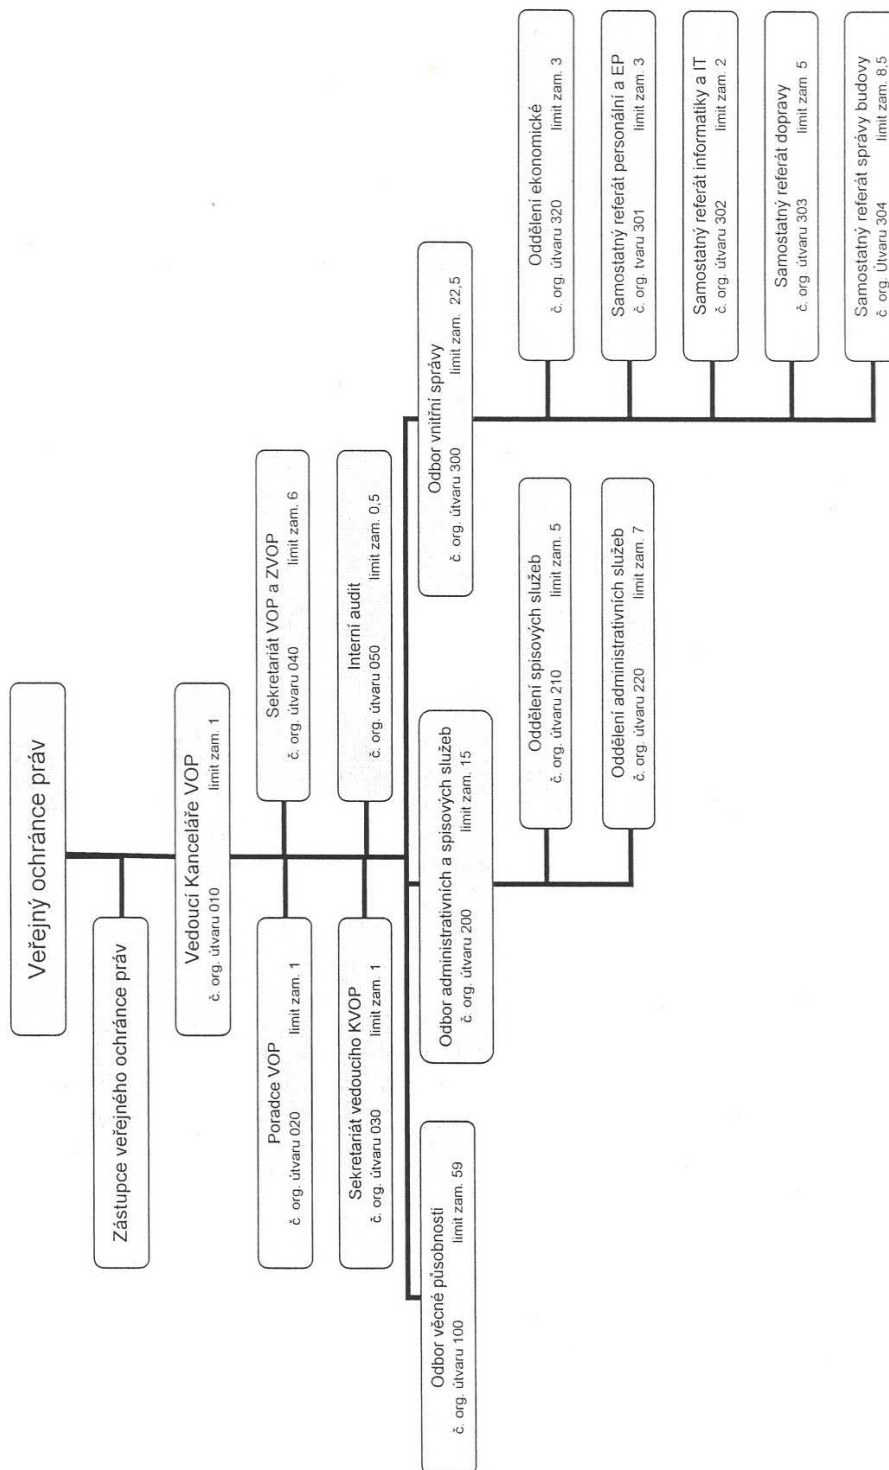 Veřejný ochránce práv
Zástupce veřejného ochránce práv
Vedoucí Kanceláře VOP
č. org. útvaru 010 limit zam. 1
Poradce VOP
č. org. útvaru 020 limit zam. 1
Sekretariát VOP a ZVOP
č. org. útvaru 040 limit zam. 6
Sekretariát vedoucího KVOP
č. org. útvaru 030 limit zam. 1
Interní audit
č. org. útvaru 050 limit zam. 0,5
Odbor věcné působnosti
č. org. útvaru 100 limit zam. 59
Odbor administrativních a spisových služeb
č. org. útvaru 200 limit zam. 15
Odbor vnitřní správy
č. org. útvaru 300 limit zam. 22,5
Oddělení spisových služeb
č. org. útvaru 210 limit zam. 5
Oddělení administrativních služeb
č. org. útvaru 220 limit zam. 7
Oddělení ekonomické
č. org. útvaru 320 limit zam. 3
Samostatný referát personální a EP
č. org. tvaru 301 limit zam. 3
Samostatný referát informatiky a IT
č. org. útvaru 302 limit zam. 2
Samostatný referát dopravy
č. org. útvaru 303 limit zam. 5
Samostatný referát správy budovy
č. org. Útvaru 304 limit zam. 8,5